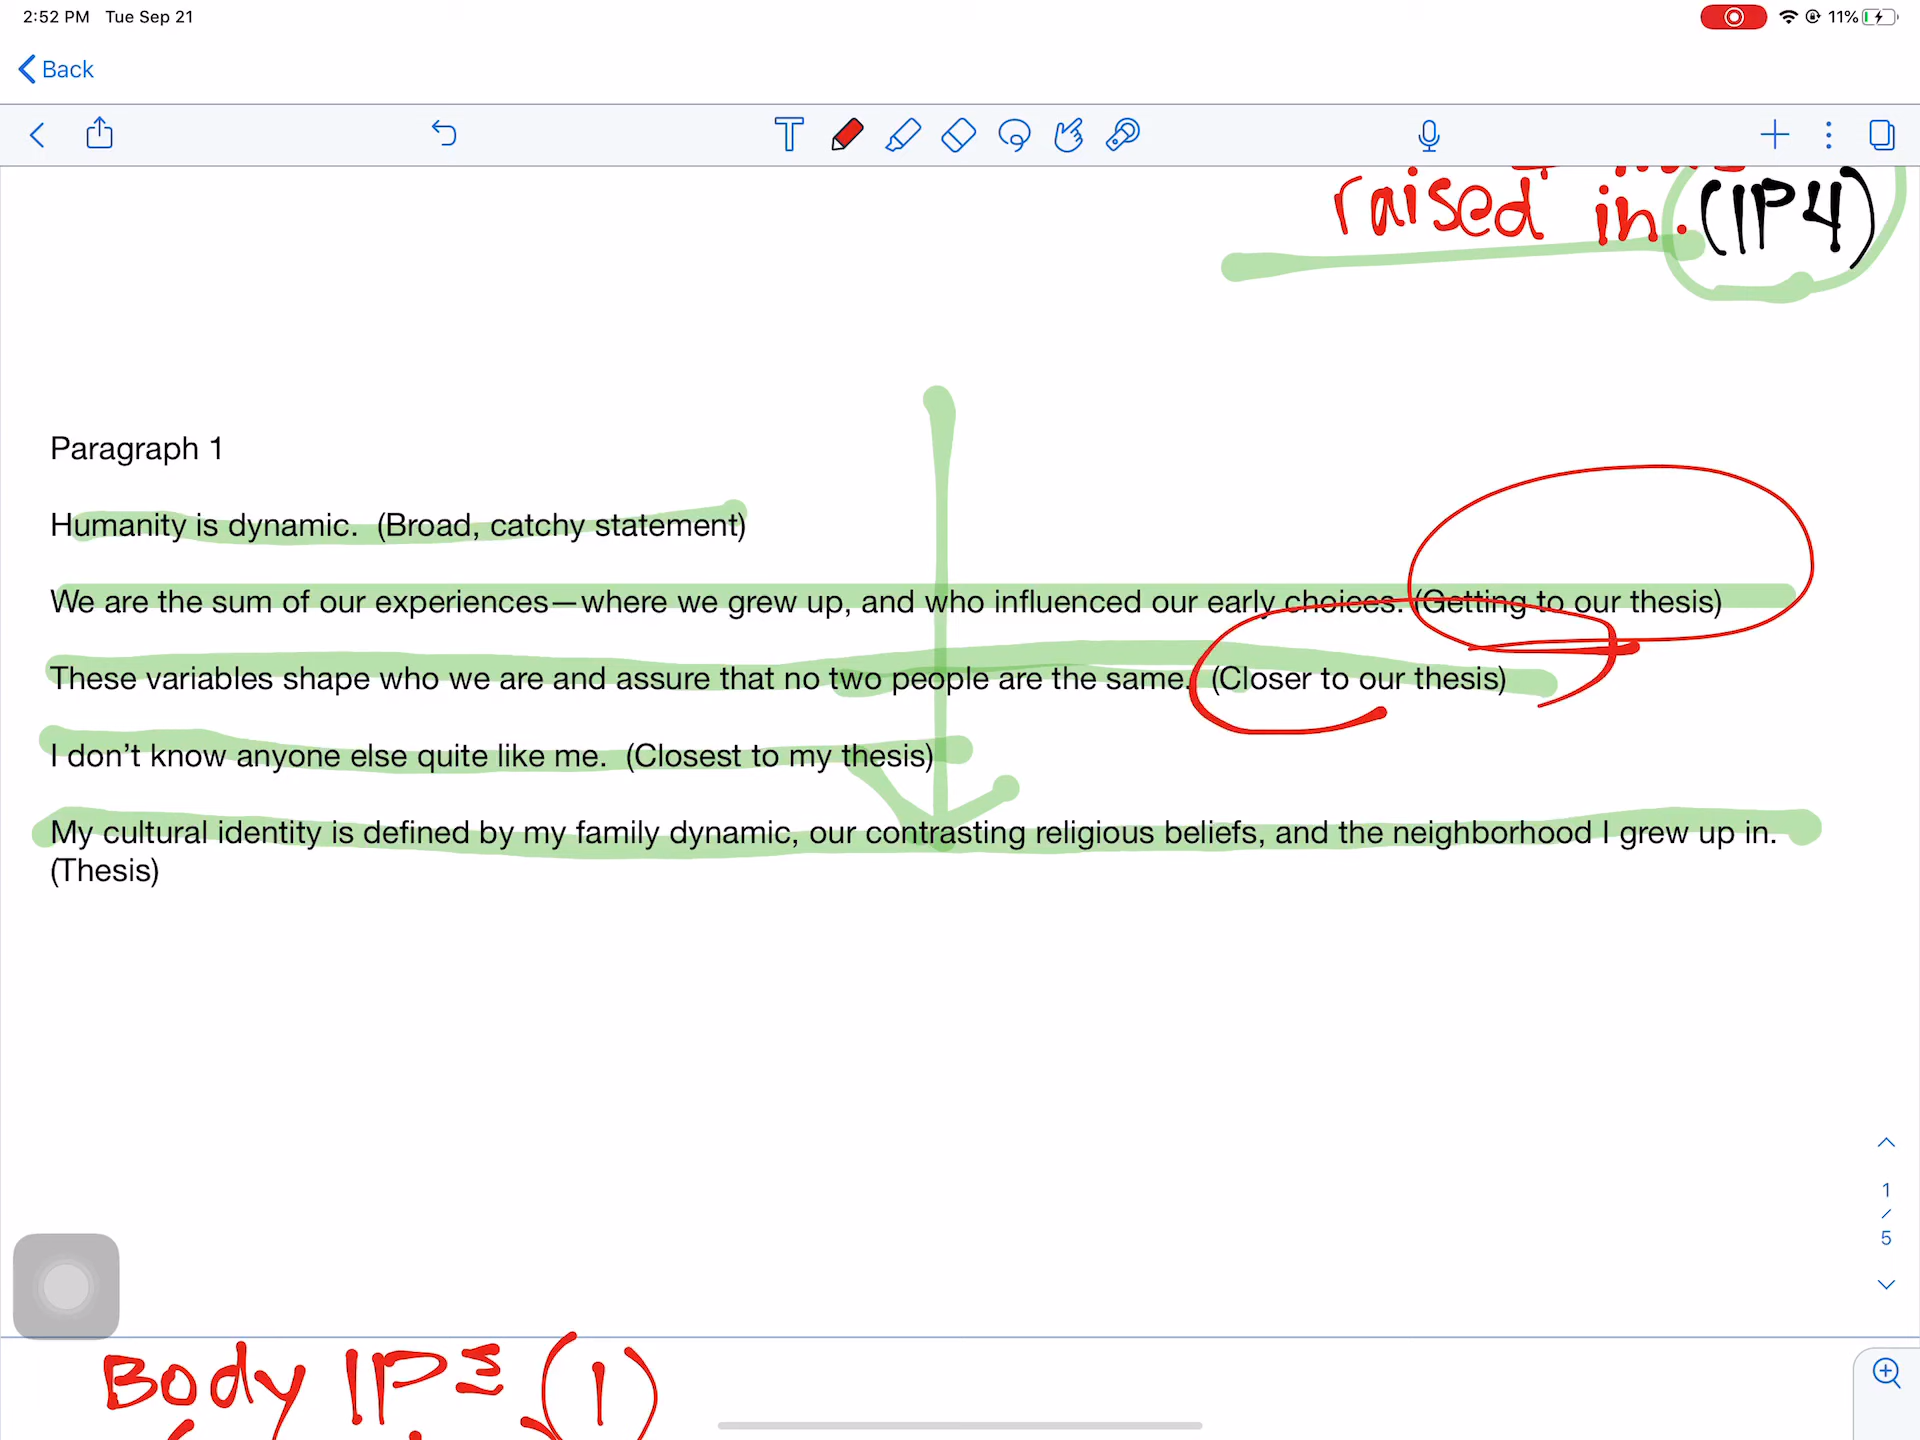 2:52 PM Tue Sep 21
11%
Back
raised in. (IP4)
Paragraph 1
Humanity is dynamic. (Broad, catchy statement)
We are the sum of our experiences—where we grew up, and who influenced our early choices. (Getting to our thesis)
These variables shape who we are and assure that no two people are the same. (Closer to our thesis)
I don’t know anyone else quite like me. (Closest to my thesis)
My cultural identity is defined by my family dynamic, our contrasting religious beliefs, and the neighborhood I grew up in.
(Thesis)
1
/
5
Body IP (1)